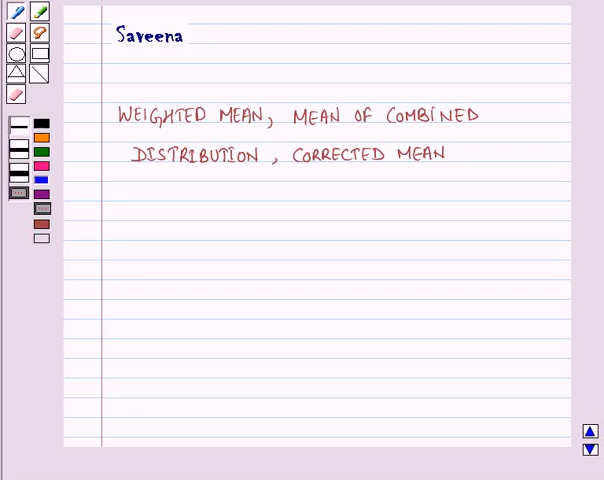 Saveena
WEIGHTED MEAN, MEAN OF COMBINED
DISTRIBUTION, CORRECTED MEAN